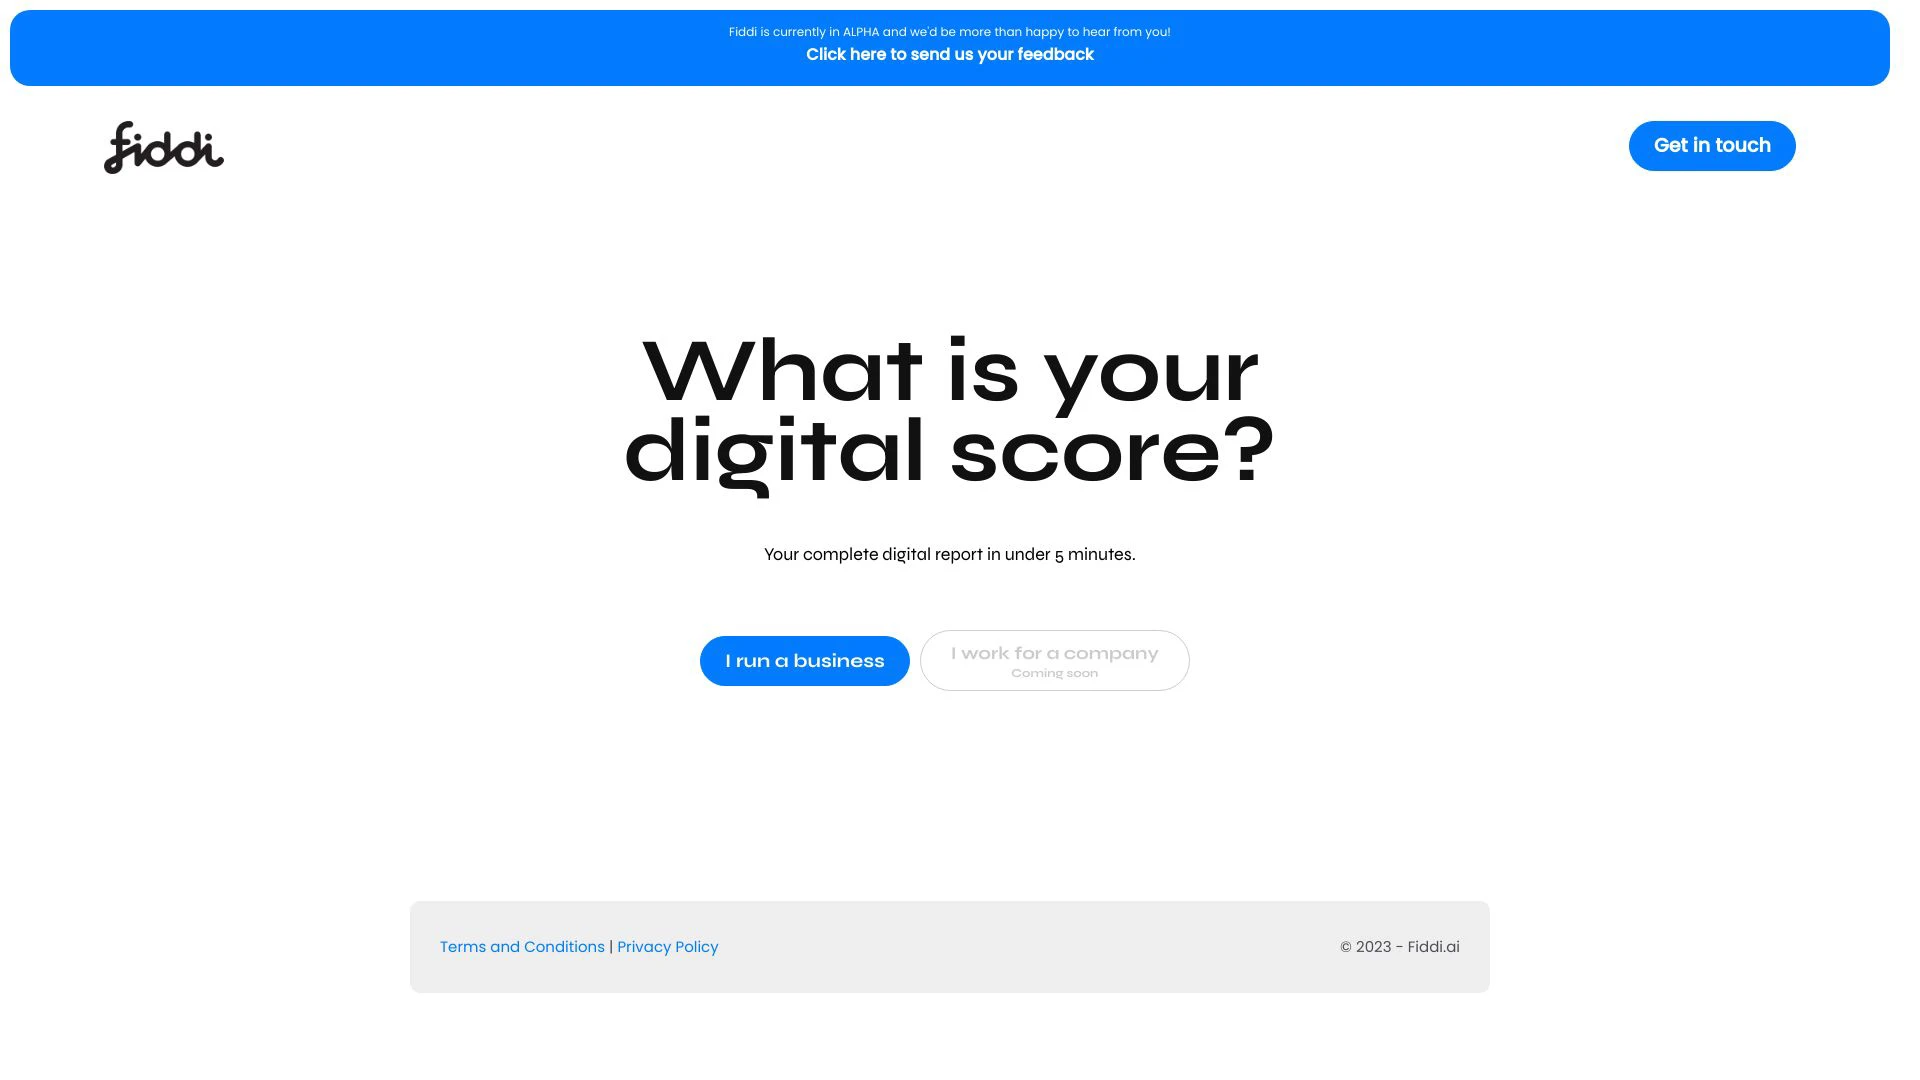 Fiddi is currently in ALPHA and we'd be more than happy to hear from you!
Click here to send us your feedback
fiddi
Get in touch
What is your
digital score?
Your complete digital report in under 5 minutes.
I run a business
I work for a company
Coming soon
Terms and Conditions | Privacy Policy
© 2023 - Fiddi.ai